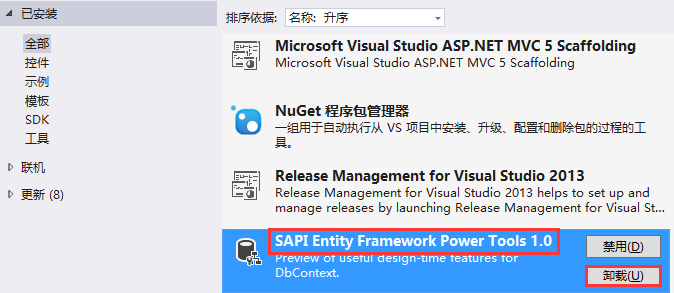 已安装
排序依据: 名称: 升序
全部
控件
示例
模板
SDK
工具
联机
更新 (8)
Microsoft Visual Studio ASP.NET MVC 5 Scaffolding
Microsoft Visual Studio ASP.NET MVC 5 Scaffolding
NuGet 程序包管理器
一组用于自动执行从 VS 项目中安装、升级、配置和删除包的过程的工
具。
Release Management for Visual Studio 2013
Release Management for Visual Studio 2013 helps to set up and
manage releases by launching Release Management for Visual St...
SAPI Entity Framework Power Tools 1.0
Preview of useful design-time features for
DbContext.
禁用(D)
卸载(U)